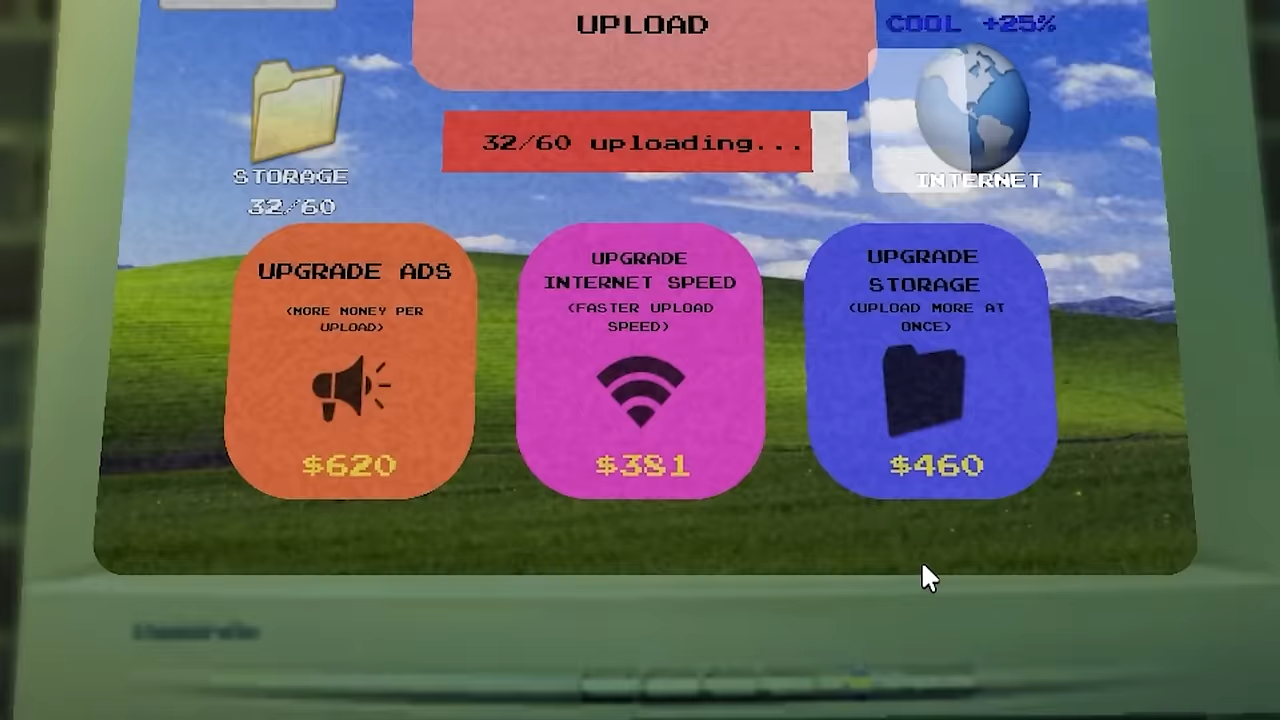 UPLOAD
COOL +25%
32/60 uploading...
STORAGE
32/60
INTERNET
UPGRADE ADS
(MORE MONEY PER
UPLOAD)
$620
UPGRADE
INTERNET SPEED
(FASTER UPLOAD
SPEED)
$381
UPGRADE
STORAGE
(UPLOAD MORE AT
ONCE)
$460